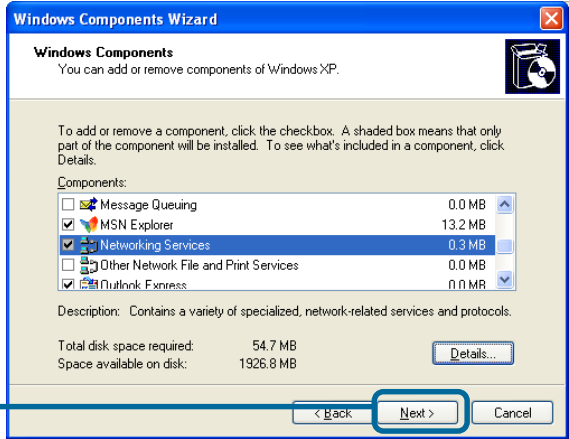 Windows Components Wizard
Windows Components
You can add or remove components of Windows XP.
To add or remove a component, click the checkbox. A shaded box means that only
part of the component will be installed. To see what's included in a component, click
Details.
Components:
Message Queuing 0.0 MB
MSN Explorer 13.2 MB
Networking Services 0.3 MB
Other Network File and Print Services 0.0 MB
Outlook Express 0.0 MB
Description: Contains a variety of specialized, network-related services and protocols.
Total disk space required: 54.7 MB
Space available on disk: 1926.8 MB
Details...
< Back Next > Cancel